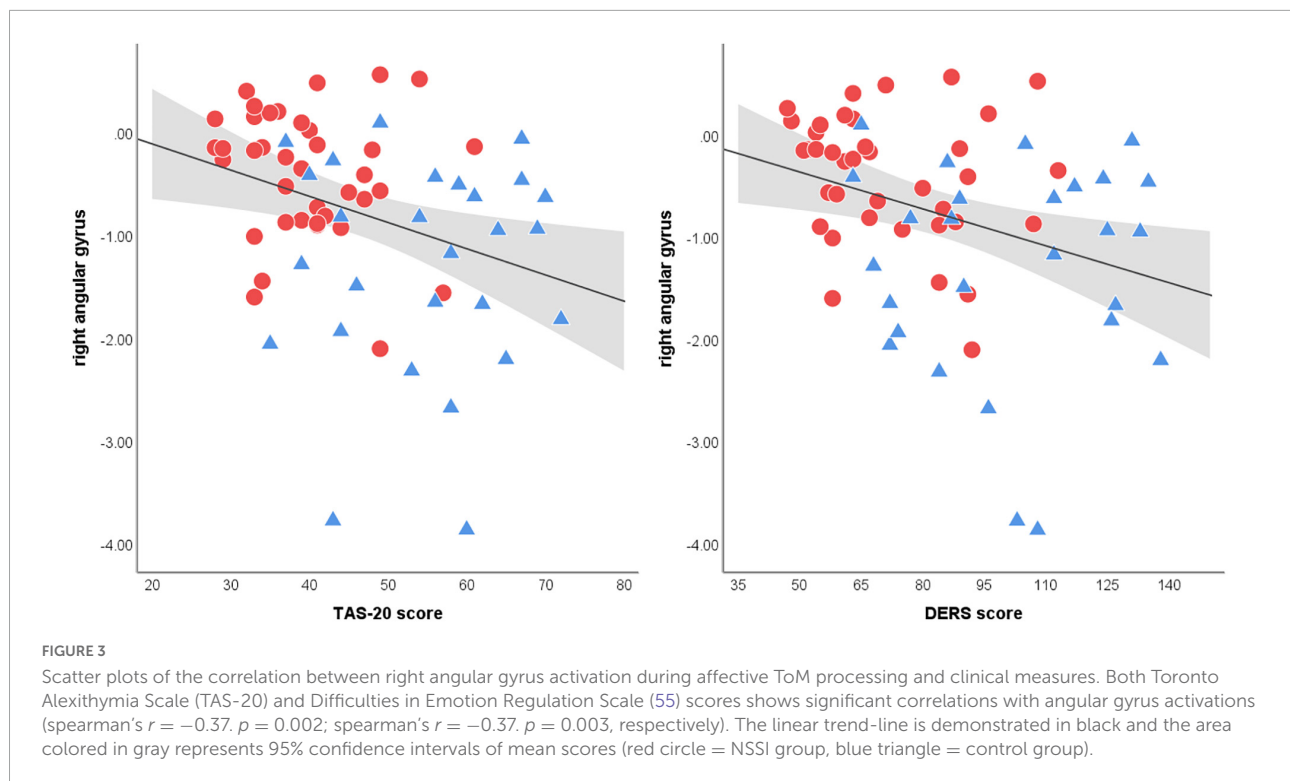 .00
-1.00
-2.00
-3.00
-4.00
right angular gyrus
20 30 40 50 60 70 80
TAS-20 score
.00
-1.00
-2.00
-3.00
-4.00
right angular gyrus
35 50 65 80 95 110 125 140
DERS score
FIGURE 3
Scatter plots of the correlation between right angular gyrus activation during affective ToM processing and clinical measures. Both Toronto
Alexithymia Scale (TAS-20) and Difficulties in Emotion Regulation Scale (55) scores shows significant correlations with angular gyrus activations
(spearman's r = −0.37. p = 0.002; spearman's r = −0.37. p = 0.003, respectively). The linear trend-line is demonstrated in black and the area
colored in gray represents 95% confidence intervals of mean scores (red circle = NSSI group, blue triangle = control group).